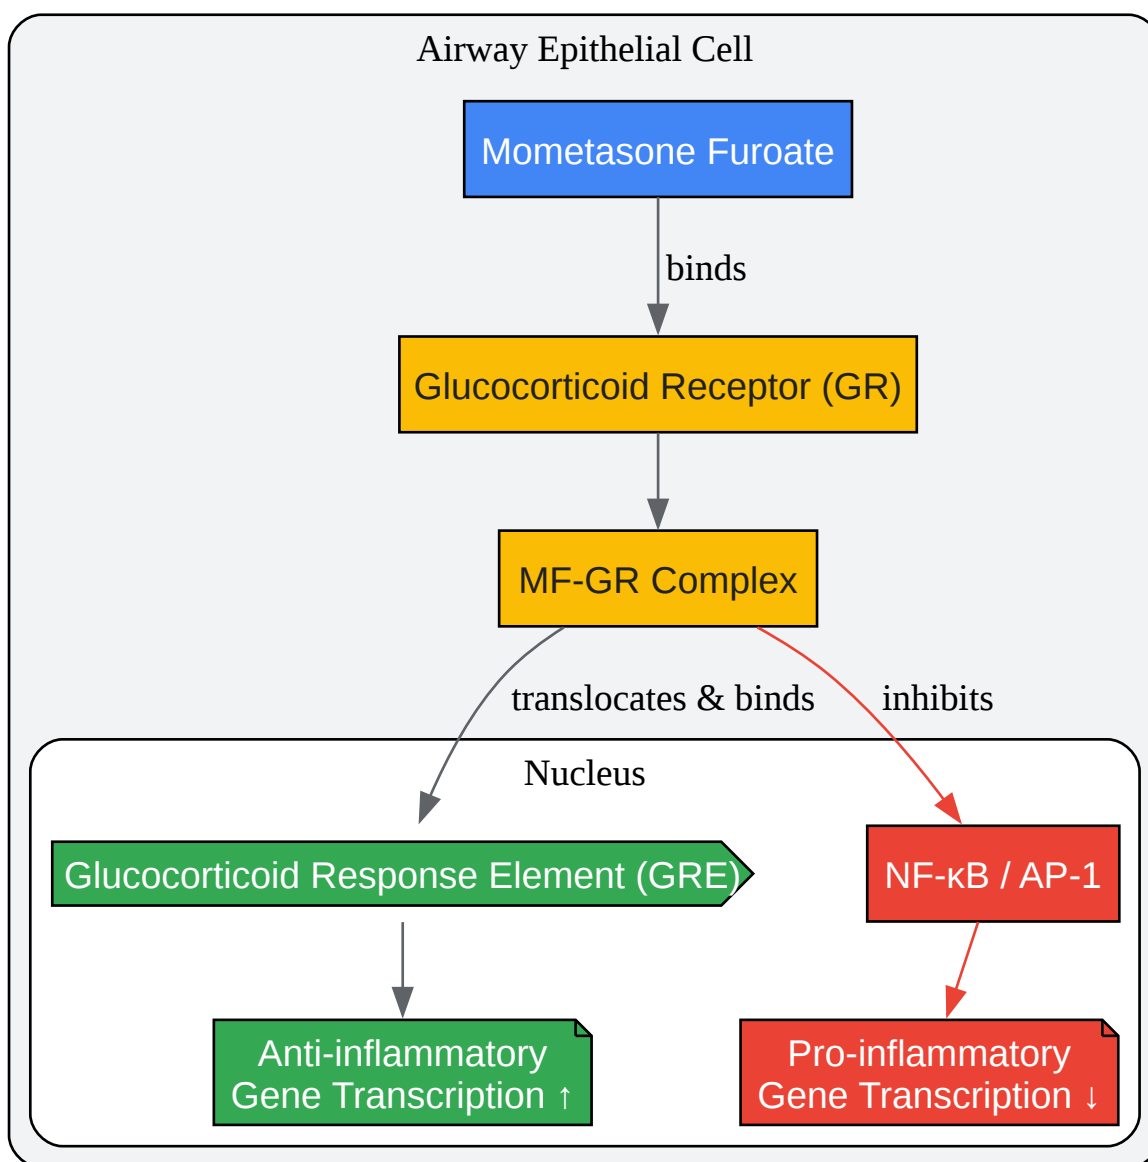 Airway Epithelial Cell
Mometasone Furoate
binds
Glucocorticoid Receptor (GR)
MF-GR Complex
translocates & binds
inhibits
Nucleus
Glucocorticoid Response Element (GRE)
NF-κB / AP-1
Anti-inflammatory
Gene Transcription ↑
Pro-inflammatory
Gene Transcription ↓